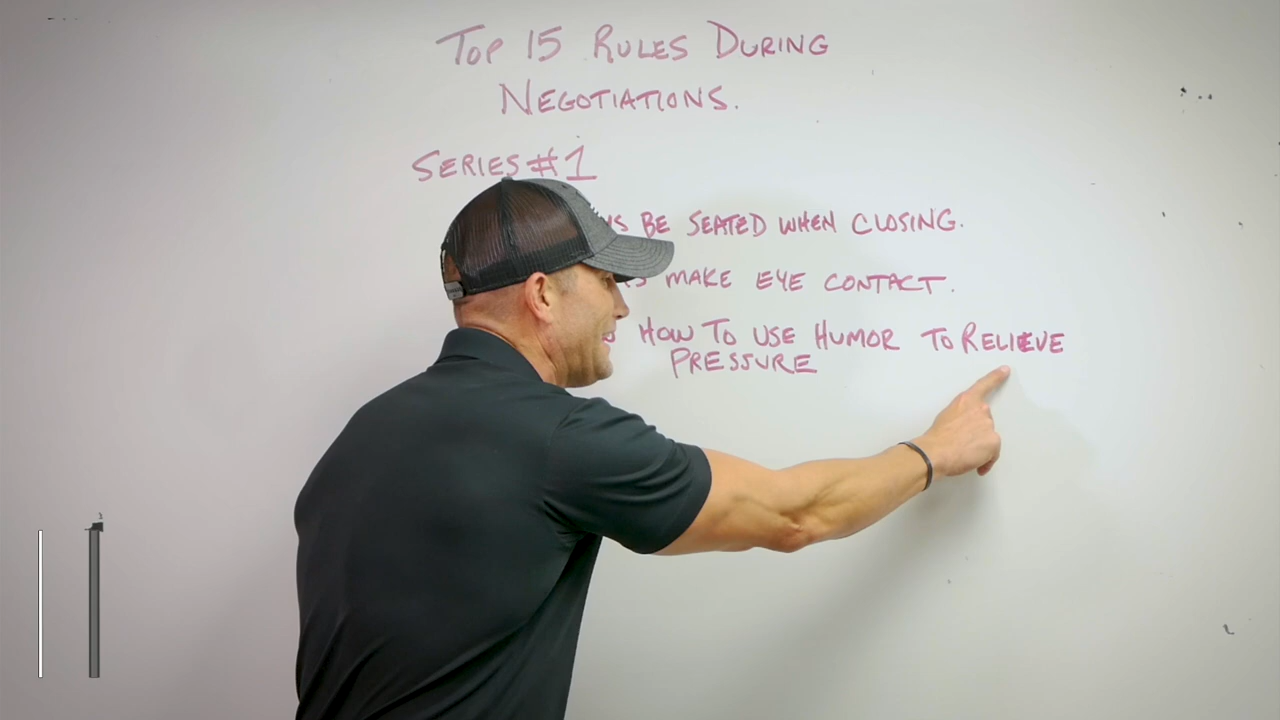 Top 15 Rules During
Negotiations.
Series #1
BE SEATED WHEN CLOSING.
MAKE EYE CONTACT.
HOW TO USE HUMOR TO RELIEVE
PRESSURE